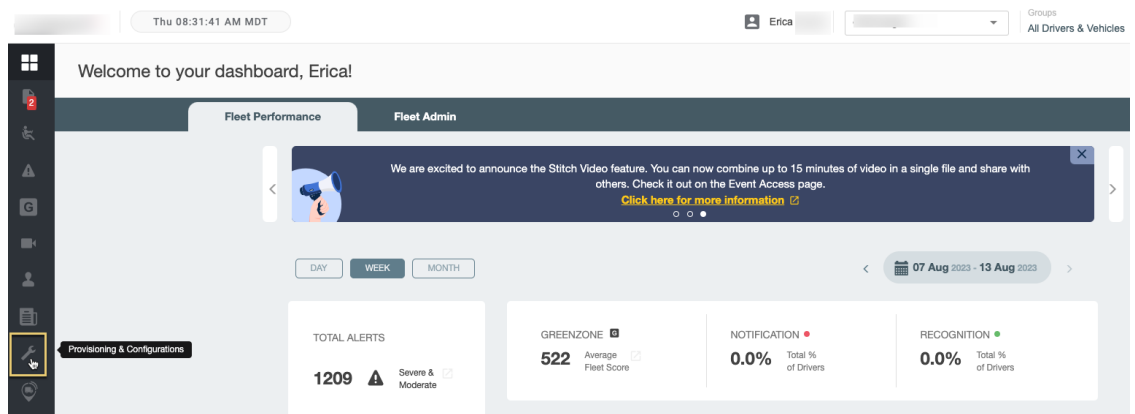 Thu 08:31:41 AM MDT
Erica
Groups
All Drivers & Vehicles
Welcome to your dashboard, Erica!
2
Fleet Performance
Fleet Admin
We are excited to announce the Stitch Video feature. You can now combine up to 15 minutes of video in a single file and share with
others. Check it out on the Event Access page.
Click here for more information
G
DAY
WEEK
MONTH
07 Aug 2023 - 13 Aug 2023
TOTAL ALERTS
1209
Severe &
Moderate
GREENZONE G
522
Average
Fleet Score
NOTIFICATION
0.0%
Total %
of Drivers
RECOGNITION
0.0%
Total %
of Drivers
Provisioning & Configurations